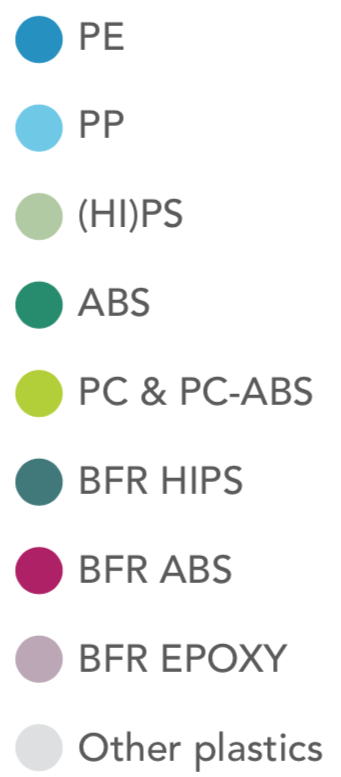 PE
PP
(HI)PS
ABS
PC & PC-ABS
BFR HIPS
BFR ABS
BFR EPOXY
Other plastics